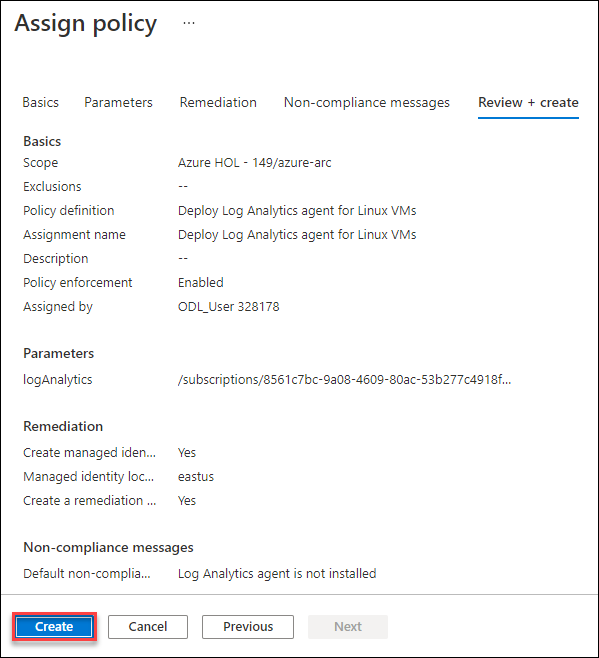 Assign policy ...
Basics Parameters Remediation Non-compliance messages Review + create
Basics
Scope Azure HOL - 149/azure-arc
Exclusions --
Policy definition Deploy Log Analytics agent for Linux VMs
Assignment name Deploy Log Analytics agent for Linux VMs
Description --
Policy enforcement Enabled
Assigned by ODL_User 328178
Parameters
logAnalytics /subscriptions/8561c7bc-9a08-4609-80ac-53b277c4918f...
Remediation
Create managed iden... Yes
Managed identity loc... eastus
Create a remediation ... Yes
Non-compliance messages
Default non-complia... Log Analytics agent is not installed
Create Cancel Previous Next